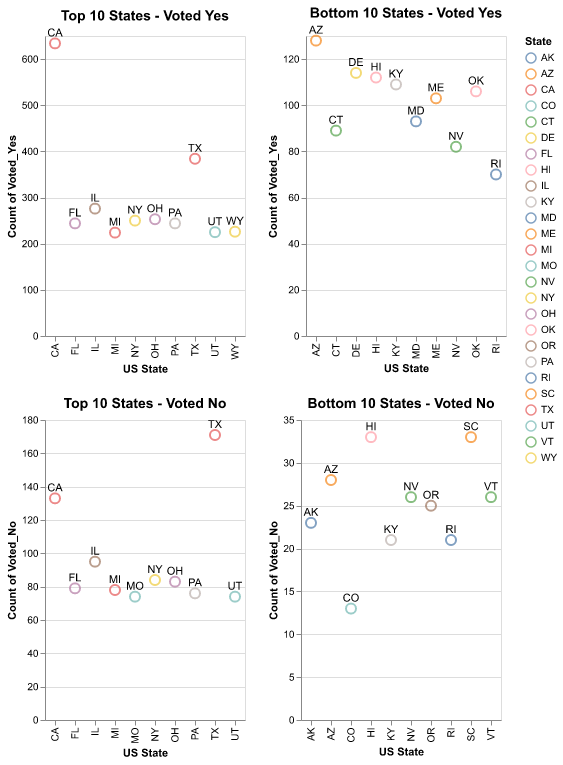 Top 10 States - Voted Yes
Count of Voted_Yes
600
500
400
300
200
100
0
CA
FL
IL
MI
NY
OH
PA
TX
UT
WY
CA
FL
IL
MI
NY
OH
PA
TX
UT
WY
US State
Bottom 10 States - Voted Yes
Count of Voted_Yes
120
100
80
60
40
20
0
AZ
CT
DE
HI
KY
MD
ME
NV
OK
RI
AZ
CT
DE
HI
KY
MD
ME
NV
OK
RI
US State
Top 10 States - Voted No
Count of Voted_No
180
160
140
120
100
80
60
40
20
0
CA
FL
IL
MI
MO
NY
OH
PA
TX
UT
CA
FL
IL
MI
MO
NY
OH
PA
TX
UT
US State
Bottom 10 States - Voted No
Count of Voted_No
35
30
25
20
15
10
5
0
AK
AZ
CO
HI
KY
NV
OR
RI
SC
VT
AK
AZ
CO
HI
KY
NV
OR
RI
SC
VT
US State
State
AK
AZ
CA
CO
CT
DE
FL
HI
IL
KY
MD
ME
MI
MO
NV
NY
OH
OK
OR
PA
RI
SC
TX
UT
VT
WY